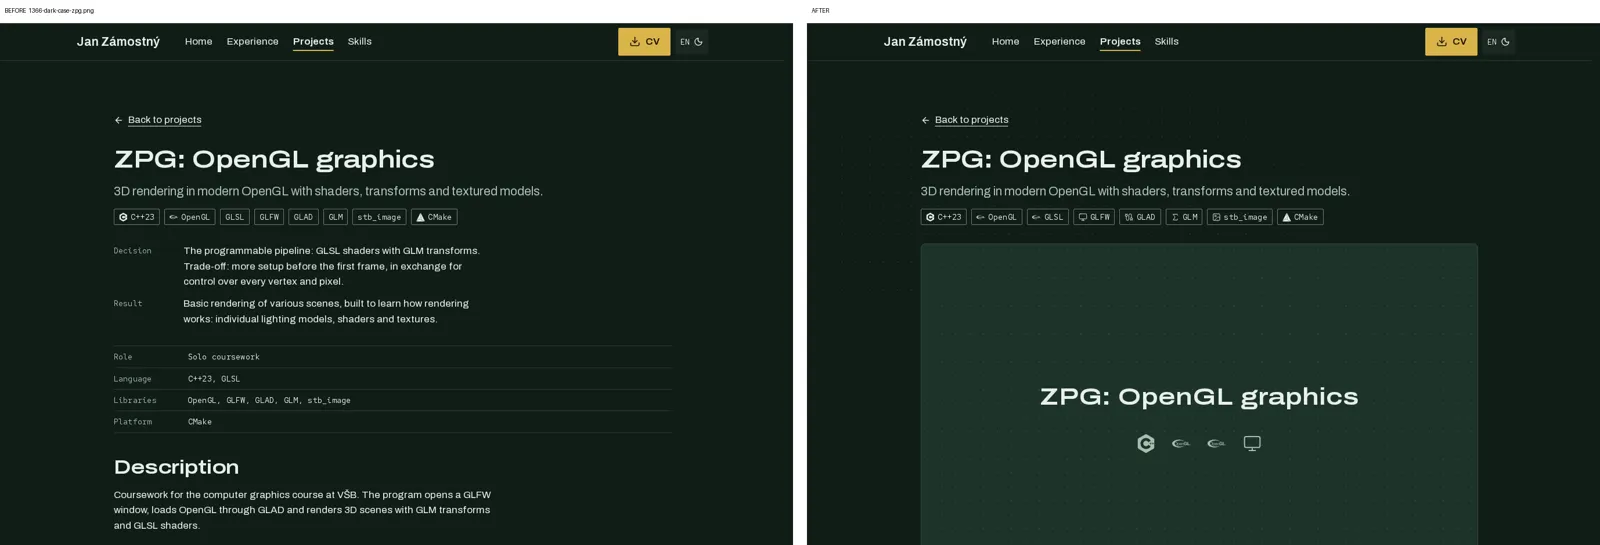 BEFORE 1366-dark-case-zpg.png
Jan Zámostný Home Experience Projects Skills CV EN
Back to projects
ZPG: OpenGL graphics
3D rendering in modern OpenGL with shaders, transforms and textured models.
C++23 OpenGL GLSL GLFW GLAD GLM stb_image CMake
Decision The programmable pipeline: GLSL shaders with GLM transforms.
Trade-off: more setup before the first frame, in exchange for
control over every vertex and pixel.
Result Basic rendering of various scenes, built to learn how rendering
works: individual lighting models, shaders and textures.
Role Solo coursework
Language C++23, GLSL
Libraries OpenGL, GLFW, GLAD, GLM, stb_image
Platform CMake
Description
Coursework for the computer graphics course at VŠB. The program opens a GLFW
window, loads OpenGL through GLAD and renders 3D scenes with GLM transforms
and GLSL shaders.
AFTER
Jan Zámostný Home Experience Projects Skills CV EN
Back to projects
ZPG: OpenGL graphics
3D rendering in modern OpenGL with shaders, transforms and textured models.
C++23 OpenGL GLSL GLFW GLAD GLM stb_image CMake
ZPG: OpenGL graphics